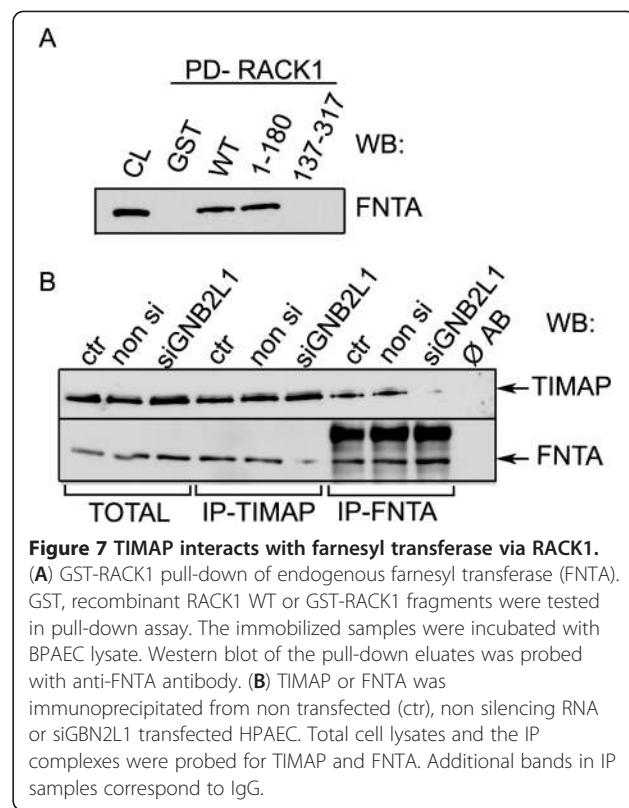 A
PD- RACK1
CL GST WT 1-180 137-317 WB:
FNTA
B
ctr non si siGNB2L1 ctr non si siGNB2L1 ctr non si siGNB2L1 Ø AB WB:
TIMAP
FNTA
TOTAL IP-TIMAP IP-FNTA
Figure 7 TIMAP interacts with farnesyl transferase via RACK1.
(A) GST-RACK1 pull-down of endogenous farnesyl transferase (FNTA).
GST, recombinant RACK1 WT or GST-RACK1 fragments were tested
in pull-down assay. The immobilized samples were incubated with
BPAEC lysate. Western blot of the pull-down eluates was probed
with anti-FNTA antibody. (B) TIMAP or FNTA was
immunoprecipitated from non transfected (ctr), non silencing RNA
or siGBN2L1 transfected HPAEC. Total cell lysates and the IP
complexes were probed for TIMAP and FNTA. Additional bands in IP
samples correspond to IgG.